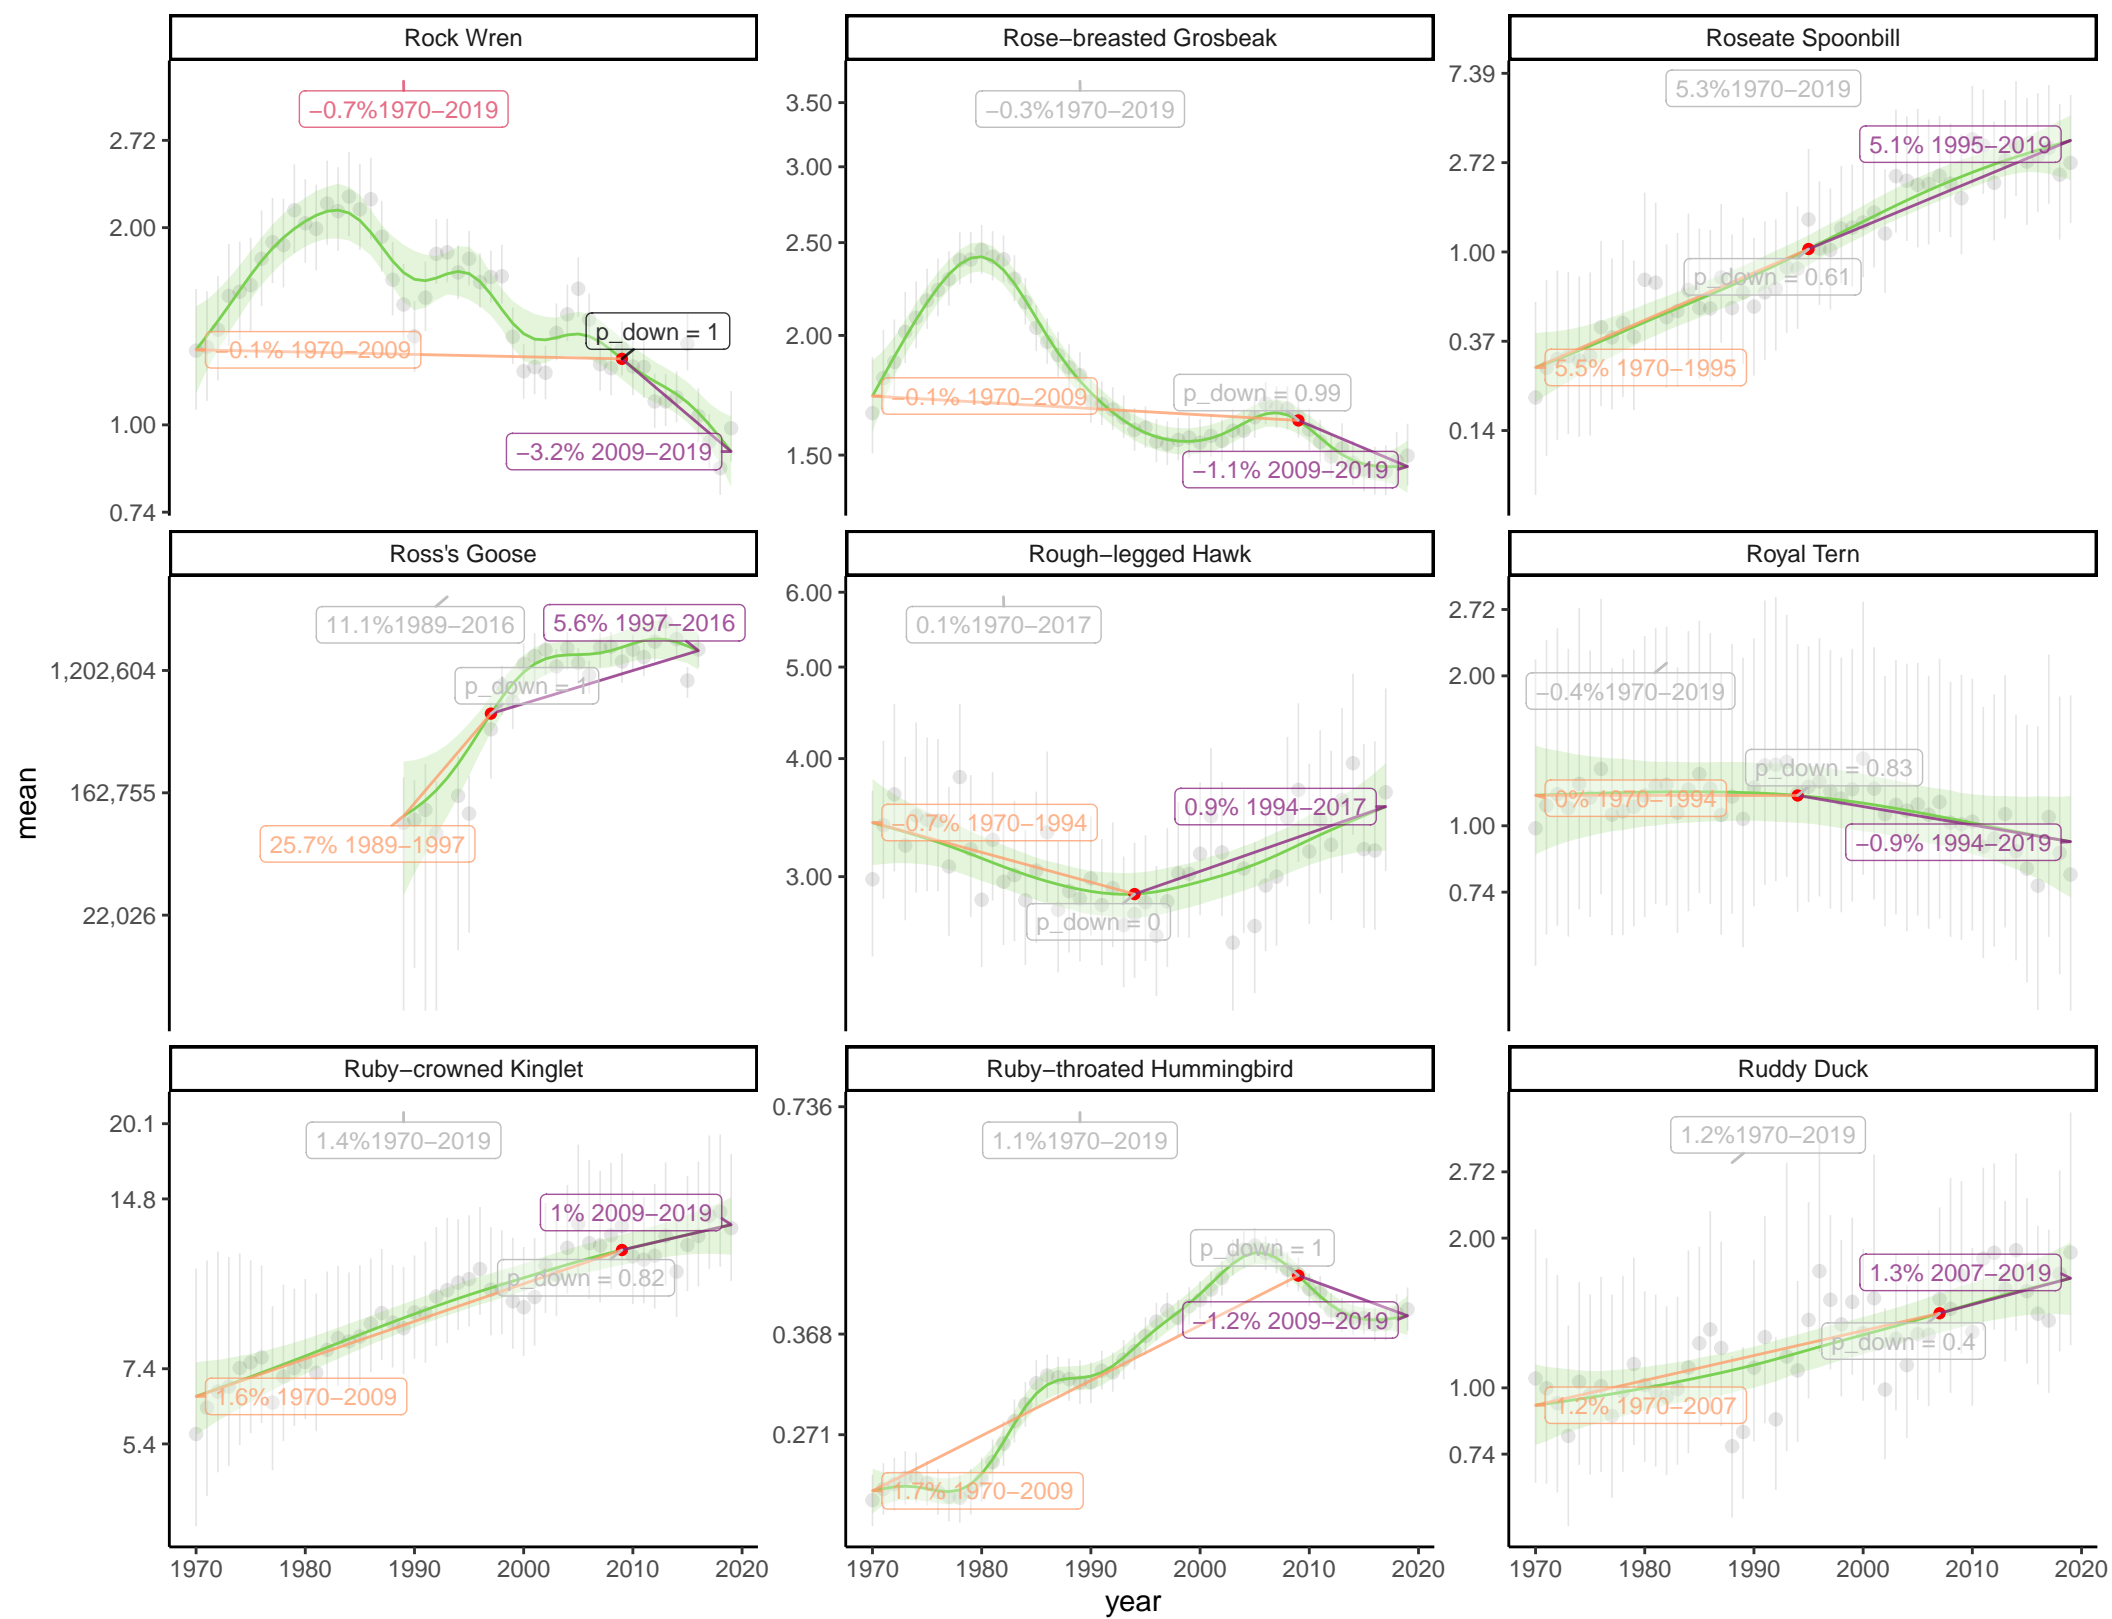 Rock Wren
−0.7%1970−2019
2.72
2.00
1.00
0.74
p_down = 1
−0.1% 1970−2009
−3.2% 2009−2019
Rose−breasted Grosbeak
−0.3%1970−2019
3.50
3.00
2.50
2.00
1.50
p_down = 0.99
−0.1% 1970−2009
−1.1% 2009−2019
Roseate Spoonbill
5.3%1970−2019
7.39
2.72
1.00
0.37
0.14
5.1% 1995−2019
p_down = 0.61
5.5% 1970−1995
Ross's Goose
11.1%1989−2016
5.6% 1997−2016
1,202,604
162,755
22,026
p_down = 1
25.7% 1989−1997
Rough−legged Hawk
0.1%1970−2017
6.00
5.00
4.00
3.00
0.9% 1994−2017
−0.7% 1970−1994
p_down = 0
Royal Tern
2.72
2.00
1.00
0.74
−0.4%1970−2019
p_down = 0.83
0% 1970−1994
−0.9% 1994−2019
Ruby−crowned Kinglet
20.1
14.8
7.4
5.4
1.4%1970−2019
1% 2009−2019
p_down = 0.82
1.6% 1970−2009
Ruby−throated Hummingbird
0.736
0.368
0.271
1.1%1970−2019
p_down = 1
−1.2% 2009−2019
1.7% 1970−2009
Ruddy Duck
1.2%1970−2019
2.72
2.00
1.00
0.74
1.3% 2007−2019
p_down = 0.4
1.2% 1970−2007
1970 1980 1990 2000 2010 2020
1970 1980 1990 2000 2010 2020
1970 1980 1990 2000 2010 2020
year
mean